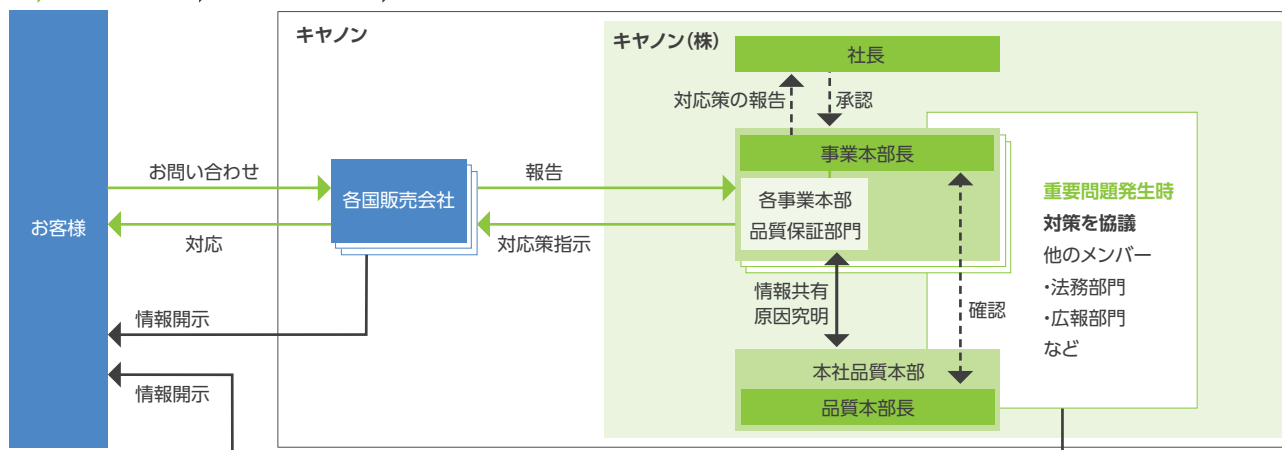 キヤノン
キヤノン(株)
社長
対応策の報告
承認
事業本部長
お問い合わせ
報告
各国販売会社
各事業本部
品質保証部門
お客様
対応
対応策指示
重要問題発生時
対策を協議
他のメンバー
・法務部門
・広報部門
など
情報共有
原因究明
確認
情報開示
本社品質本部
情報開示
品質本部長